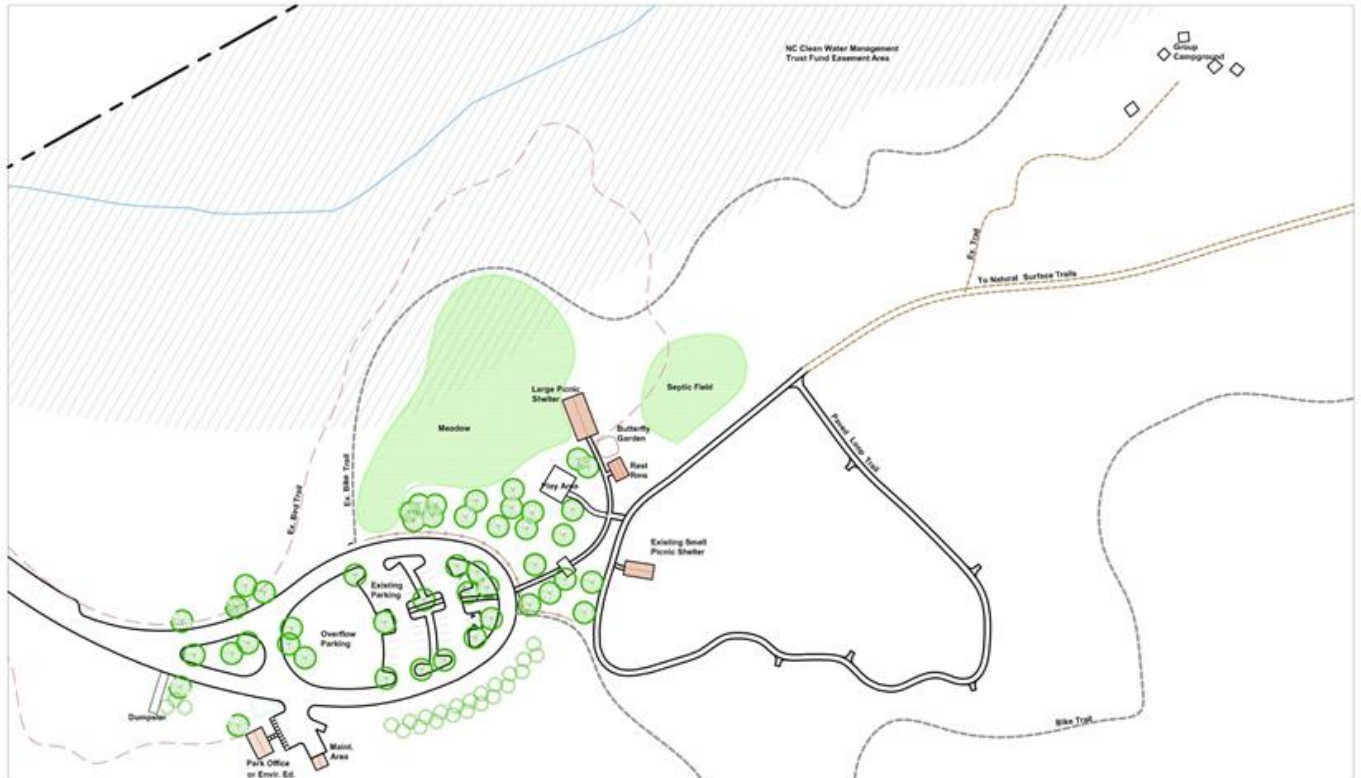 NC Clean Water Management
Trust Fund Easement Area
Group
Campground
Ex. Trail
To Natural Surface Trails
Large Picnic
Shelter
Septic Field
Meadow
Butterfly
Garden
Paved Loop Trail
Rest
Rms
Ex. Bike Trail
Play Area
Ex. Bird Trail
Existing Small
Picnic Shelter
Existing
Parking
Overflow
Parking
Dumpster
Bike Trail
Maint.
Area
Park Office
or Envir. Ed.